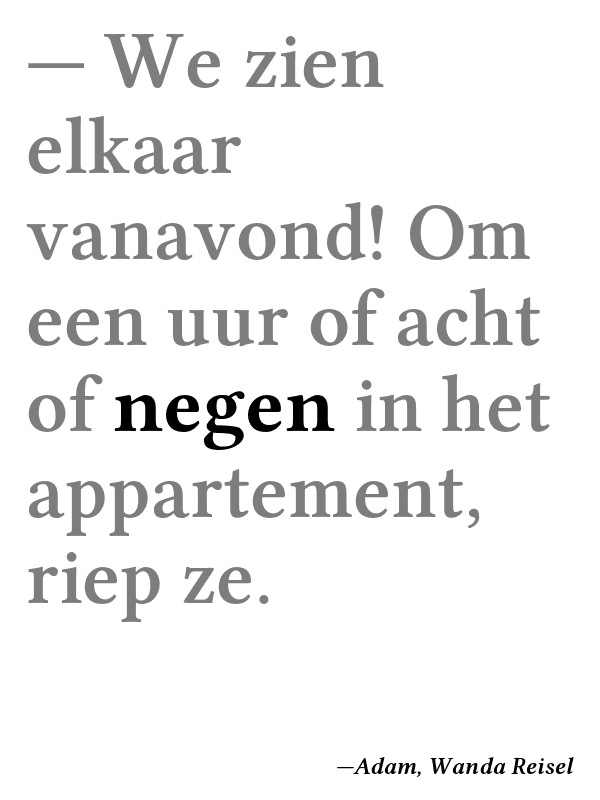 — We zien
elkaar
vanavond! Om
een uur of acht
of negen in het
appartement,
riep ze.
—Adam, Wanda Reisel